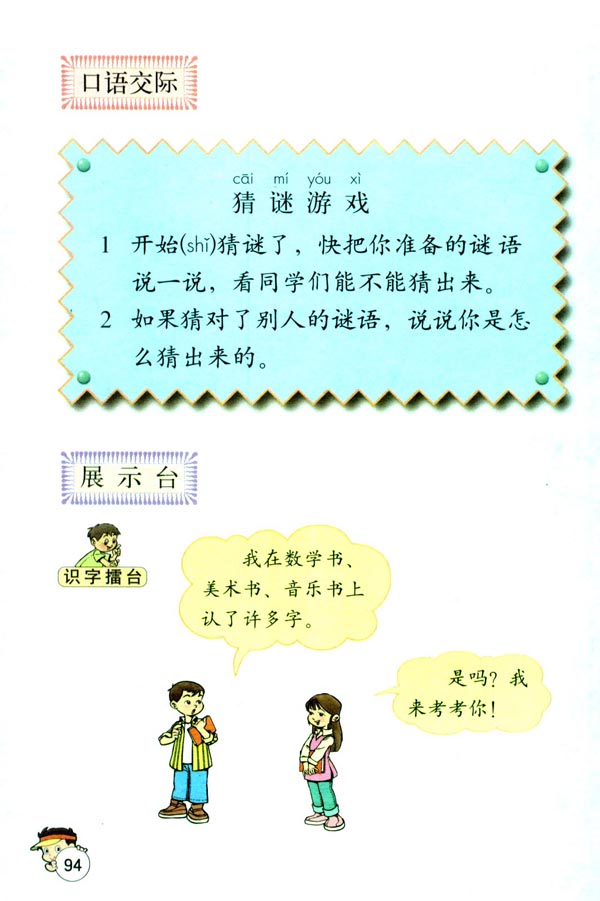 口语交际
cāi mí yóu xì
猜谜游戏
1 开始(shǐ)猜谜了，快把你准备的谜语
说一说，看同学们能不能猜出来。
2 如果猜对了别人的谜语，说说你是怎
么猜出来的。
展示台
识字擂台
我在数学书、
美术书、音乐书上
认了许多字。
是吗？我
来考考你！
94